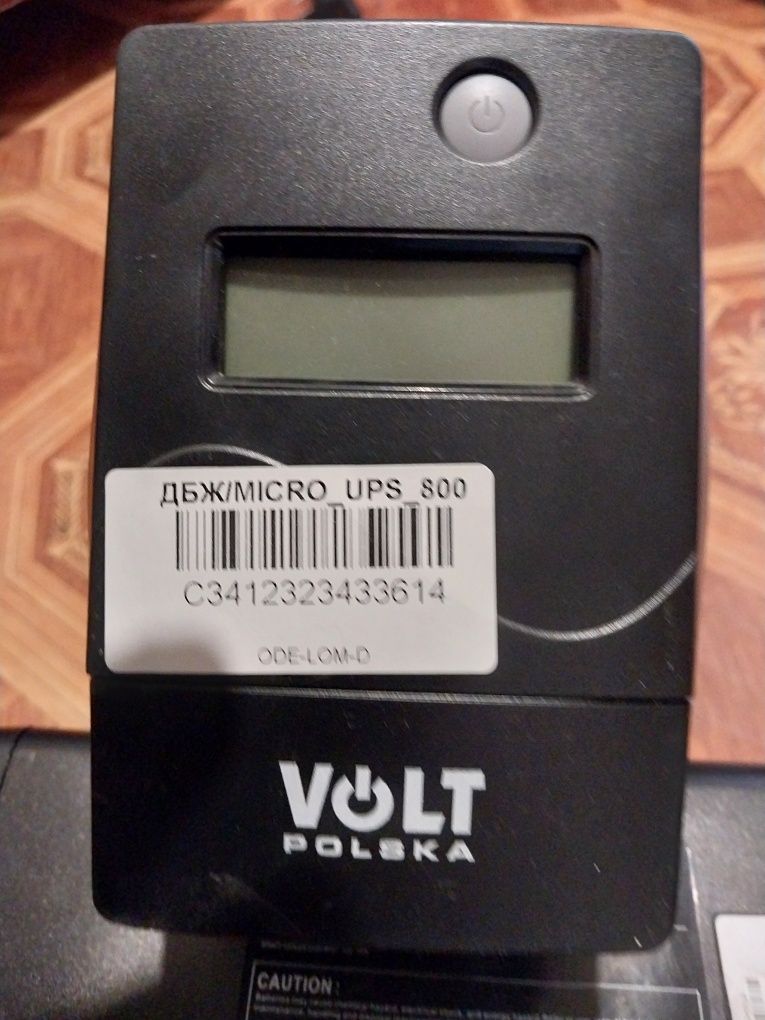 ДБЖ/MICRO_UPS_800
C3412323433614
ODE-LOM-D
VOLT
POLSKA
CAUTION: